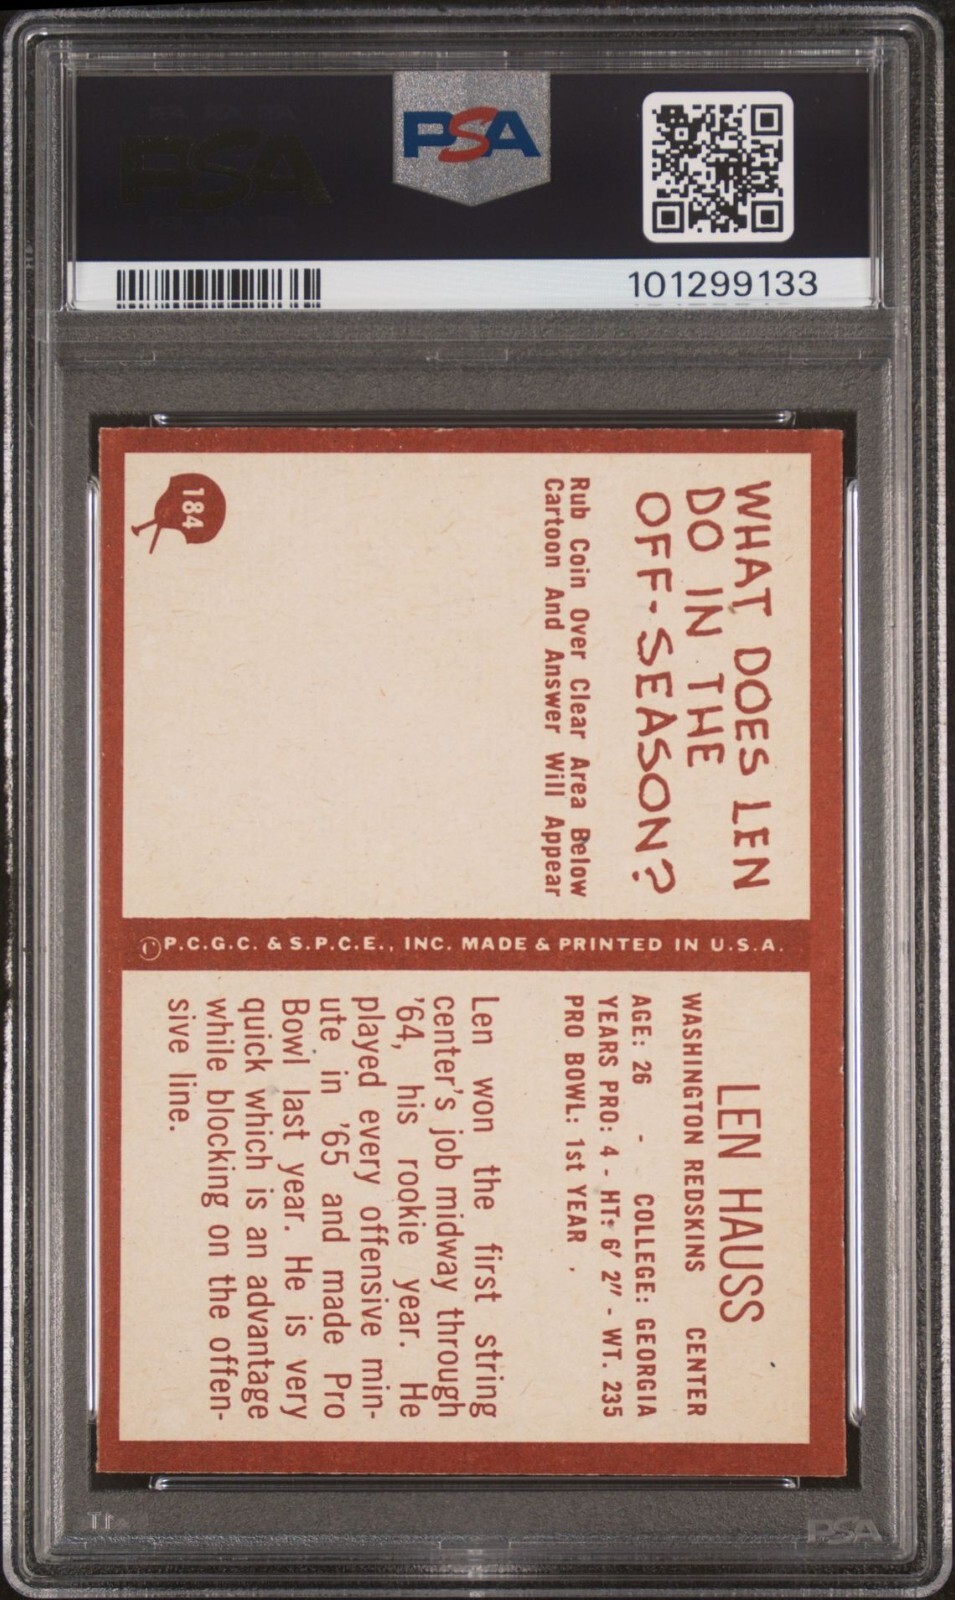 PSA
PSA
101299133
WHAT DOES LEN
DO IN THE
OFF-SEASON?
Rub Coin Over Clear Area Below
Cartoon And Answer Will Appear
184
©P.C.G.C. & S.P.C.E., INC. MADE & PRINTED IN U.S.A.
LEN HAUSS
WASHINGTON REDSKINS CENTER
AGE: 26 - COLLEGE: GEORGIA
YEARS PRO: 4 - HT: 6' 2" - WT. 235
PRO BOWL: 1st YEAR
Len won the first string
center's job midway through
'64, his rookie year. He
played every offensive min-
ute in '65 and made Pro
Bowl last year. He is very
quick which is an advantage
while blocking on the offen-
sive line.
PSA